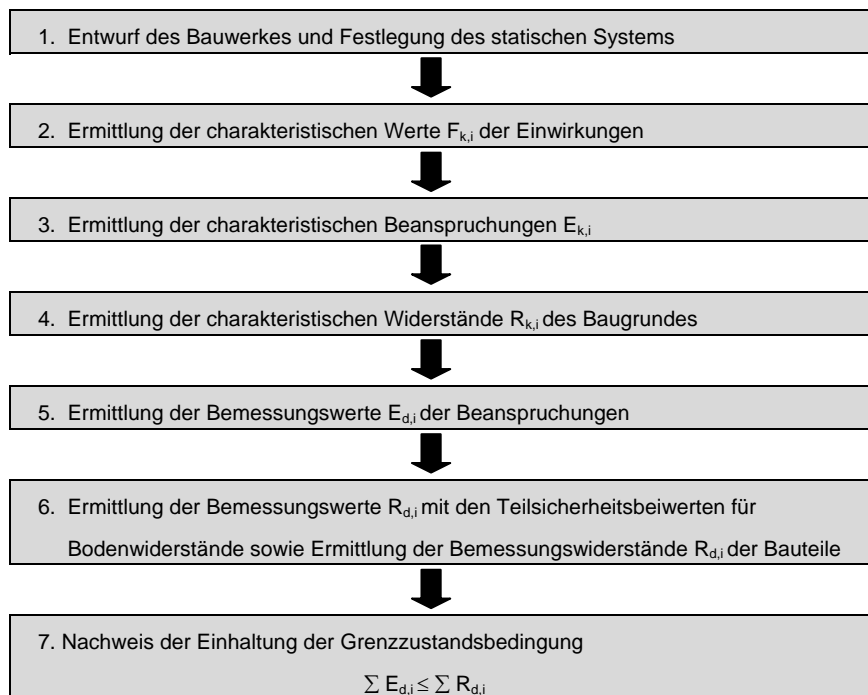 1. Entwurf des Bauwerkes und Festlegung des statischen Systems
2. Ermittlung der charakteristischen Werte Fk,i der Einwirkungen
3. Ermittlung der charakteristischen Beanspruchungen Ek,i
4. Ermittlung der charakteristischen Widerstände Rk,i des Baugrundes
5. Ermittlung der Bemessungswerte Ed,i der Beanspruchungen
6. Ermittlung der Bemessungswerte Rd,i mit den Teilsicherheitsbeiwerten für
Bodenwiderstände sowie Ermittlung der Bemessungswiderstände Rd,i der Bauteile
7. Nachweis der Einhaltung der Grenzzustandsbedingung
∑ Ed,i ≤ ∑ Rd,i